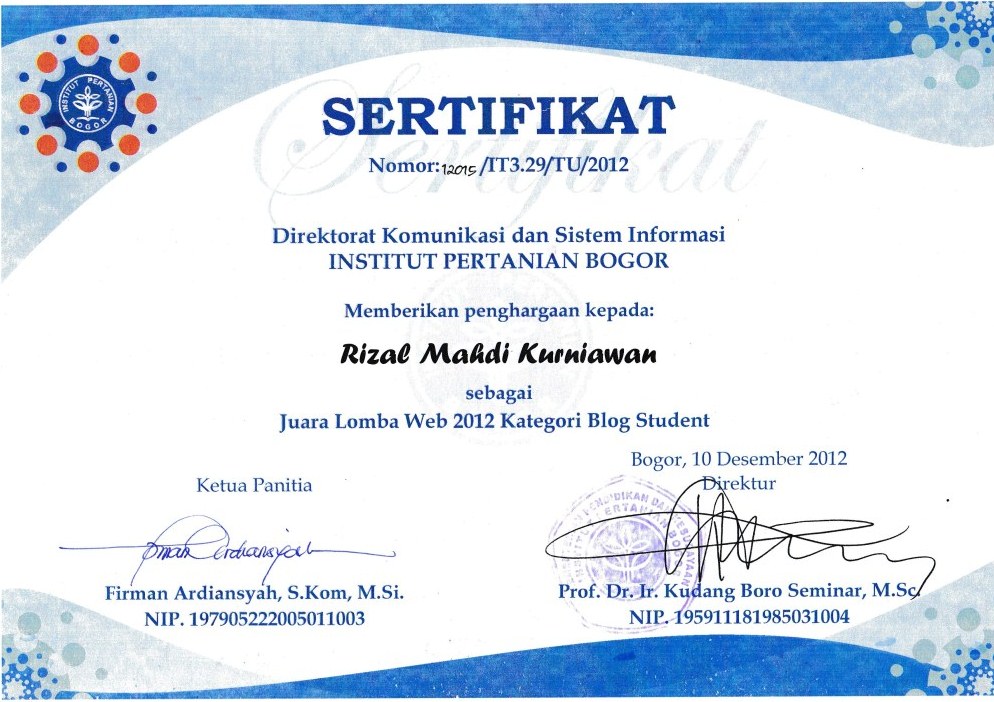 INSTITUT PERTANIAN
BOGOR
SERTIFIKAT
Sertifikat
Nomor:12015/IT3.29/TU/2012
Direktorat Komunikasi dan Sistem Informasi
INSTITUT PERTANIAN BOGOR
Memberikan penghargaan kepada:
Rizal Mahdi Kurniawan
sebagai
Juara Lomba Web 2012 Kategori Blog Student
Bogor, 10 Desember 2012
Ketua Panitia
Direktur
PENDIDIKAN DAN KEBUDAYAAN
PERTANIAN BOGOR
Firman Ardiansyah
Firman Ardiansyah, S.Kom, M.Si.
NIP. 197905222005011003
Prof. Dr. Ir. Kudang Boro Seminar, M.Sc.
NIP. 195911181985031004